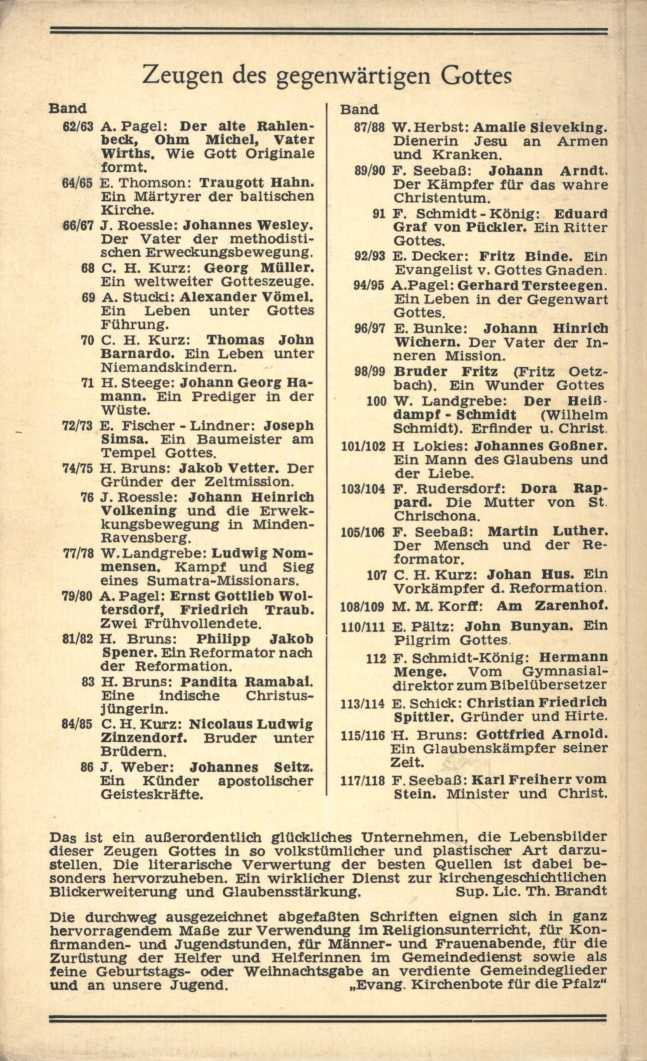 Zeugen des gegenwärtigen Gottes
Band
62/63 A. Pagel: Der alte Rahlen-
beck, Ohm Michel, Vater
Wirths. Wie Gott Originale
formt.
64/65 E. Thomson: Traugott Hahn.
Ein Märtyrer der baltischen
Kirche.
66/67 J. Roessle: Johannes Wesley.
Der Vater der methodisti-
schen Erweckungsbewegung.
68 C. H. Kurz: Georg Müller.
Ein weltweiter Gotteszeuge.
69 A. Stucki: Alexander Vömel.
Ein Leben unter Gottes
Führung.
70 C. H. Kurz: Thomas John
Barnardo. Ein Leben unter
Niemandskindern.
71 H. Steege: Johann Georg Ha-
mann. Ein Prediger in der
Wüste.
72/73 E. Fischer - Lindner: Joseph
Simsa. Ein Baumeister am
Tempel Gottes.
74/75 H. Bruns: Jakob Vetter. Der
Gründer der Zeltmission.
76 J. Roessle: Johann Heinrich
Volkening und die Erwek-
kungsbewegung in Minden-
Ravensberg.
77/78 W. Landgrebe: Ludwig Nom-
mensen. Kampf und Sieg
eines Sumatra-Missionars.
79/80 A. Pagel: Ernst Gottlieb Wol-
tersdorf, Friedrich Traub.
Zwei Frühvollendete.
81/82 H. Bruns: Philipp Jakob
Spener. Ein Reformator nach
der Reformation.
83 H. Bruns: Pandita Ramabai.
Eine indische Christus-
jüngerin.
84/85 C. H. Kurz: Nicolaus Ludwig
Zinzendorf. Bruder unter
Brüdern.
86 J. Weber: Johannes Seitz.
Ein Künder apostolischer
Geisteskräfte.
Band
87/88 W. Herbst: Amalie Sieveking.
Dienerin Jesu an Armen
und Kranken.
89/90 F. Seebaß: Johann Arndt.
Der Kämpfer für das wahre
Christentum.
91 F. Schmidt - König: Eduard
Graf von Pückler. Ein Ritter
Gottes.
92/93 E. Decker: Fritz Binde. Ein
Evangelist v. Gottes Gnaden.
94/95 A. Pagel: Gerhard Tersteegen.
Ein Leben in der Gegenwart
Gottes.
96/97 E. Bunke: Johann Hinrich
Wichern. Der Vater der In-
neren Mission.
98/99 Bruder Fritz (Fritz Oetz-
bach). Ein Wunder Gottes
100 W. Landgrebe: Der Heiß-
dampf - Schmidt (Wilhelm
Schmidt). Erfinder u. Christ.
101/102 H Lokies: Johannes Goßner.
Ein Mann des Glaubens und
der Liebe.
103/104 F. Rudersdorf: Dora Rap-
pard. Die Mutter von St.
Chrischona.
105/106 F. Seebaß: Martin Luther.
Der Mensch und der Re-
formator.
107 C. H. Kurz: Johan Hus. Ein
Vorkämpfer d. Reformation.
108/109 M. M. Korff: Am Zarenhof.
110/111 E. Pältz: John Bunyan. Ein
Pilgrim Gottes
112 F. Schmidt-König: Hermann
Menge. Vom Gymnasial-
direktor zum Bibelübersetzer
113/114 E. Schick: Christian Friedrich
Spittler. Gründer und Hirte.
115/116 H. Bruns: Gottfried Arnold.
Ein Glaubenskämpfer seiner
Zeit.
117/118 F. Seebaß: Karl Freiherr vom
Stein. Minister und Christ.
Das ist ein außerordentlich glückliches Unternehmen, die Lebensbilder
dieser Zeugen Gottes in so volkstümlicher und plastischer Art darzu-
stellen. Die literarische Verwertung der besten Quellen ist dabei be-
sonders hervorzuheben. Ein wirklicher Dienst zur kirchengeschichtlichen
Blickerweiterung und Glaubensstärkung. Sup. Lic. Th. Brandt
Die durchweg ausgezeichnet abgefaßten Schriften eignen sich in ganz
hervorragendem Maße zur Verwendung im Religionsunterricht, für Kon-
firmanden- und Jugendstunden, für Männer- und Frauenabende, für die
Zurüstung der Helfer und Helferinnen im Gemeindedienst sowie als
feine Geburtstags- oder Weihnachtsgabe an verdiente Gemeindeglieder
und an unsere Jugend. „Evang. Kirchenbote für die Pfalz“